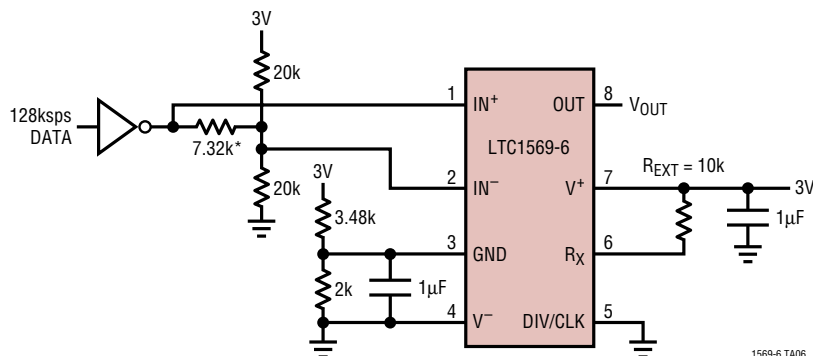 3V
20k
128ksps
DATA
7.32k*
20k
3V
3.48k
2k
1µF
1
IN+
2
IN−
3
GND
4
V−
LTC1569-6
OUT
8
VOUT
V+
7
REXT = 10k
3V
1µF
RX
6
DIV/CLK
5
1569-6 TA06